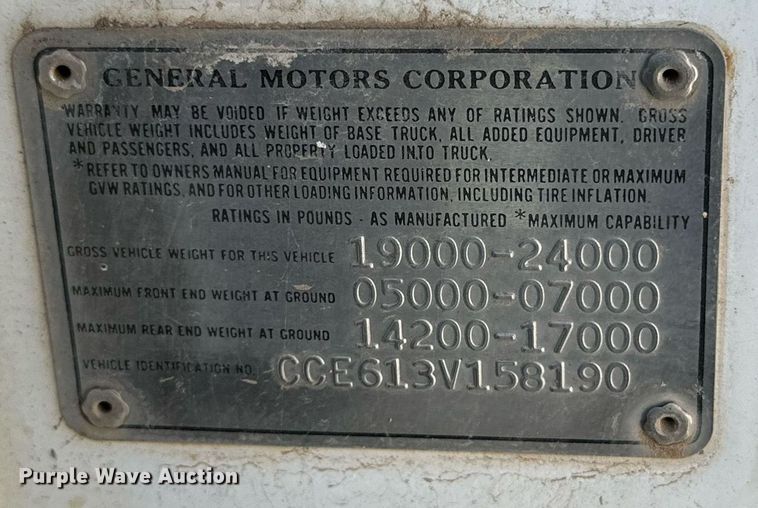 GENERAL MOTORS CORPORATION
WARRANTY MAY BE VOIDED IF WEIGHT EXCEEDS ANY OF RATINGS SHOWN. GROSS
VEHICLE WEIGHT INCLUDES WEIGHT OF BASE TRUCK, ALL ADDED EQUIPMENT, DRIVER
AND PASSENGERS, AND ALL PROPERTY LOADED INTO TRUCK.
*REFER TO OWNERS MANUAL FOR EQUIPMENT REQUIRED FOR INTERMEDIATE OR MAXIMUM
GVW RATINGS, AND FOR OTHER LOADING INFORMATION, INCLUDING TIRE INFLATION.
RATINGS IN POUNDS - AS MANUFACTURED *MAXIMUM CAPABILITY
GROSS VEHICLE WEIGHT FOR THIS VEHICLE 19000-24000
MAXIMUM FRONT END WEIGHT AT GROUND 05000-07000
MAXIMUM REAR END WEIGHT AT GROUND 14200-17000
VEHICLE IDENTIFICATION NO. CCE613V158190
Purple Wave Auction